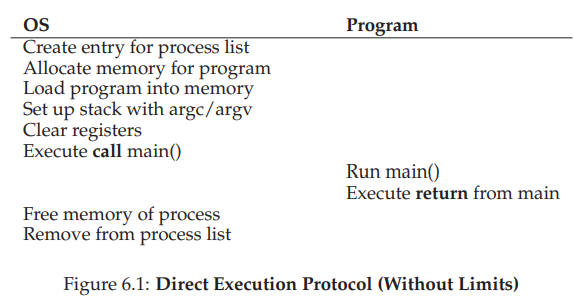 OS Program
Create entry for process list
Allocate memory for program
Load program into memory
Set up stack with argc/argv
Clear registers
Execute call main()
Run main()
Execute return from main
Free memory of process
Remove from process list
Figure 6.1: Direct Execution Protocol (Without Limits)